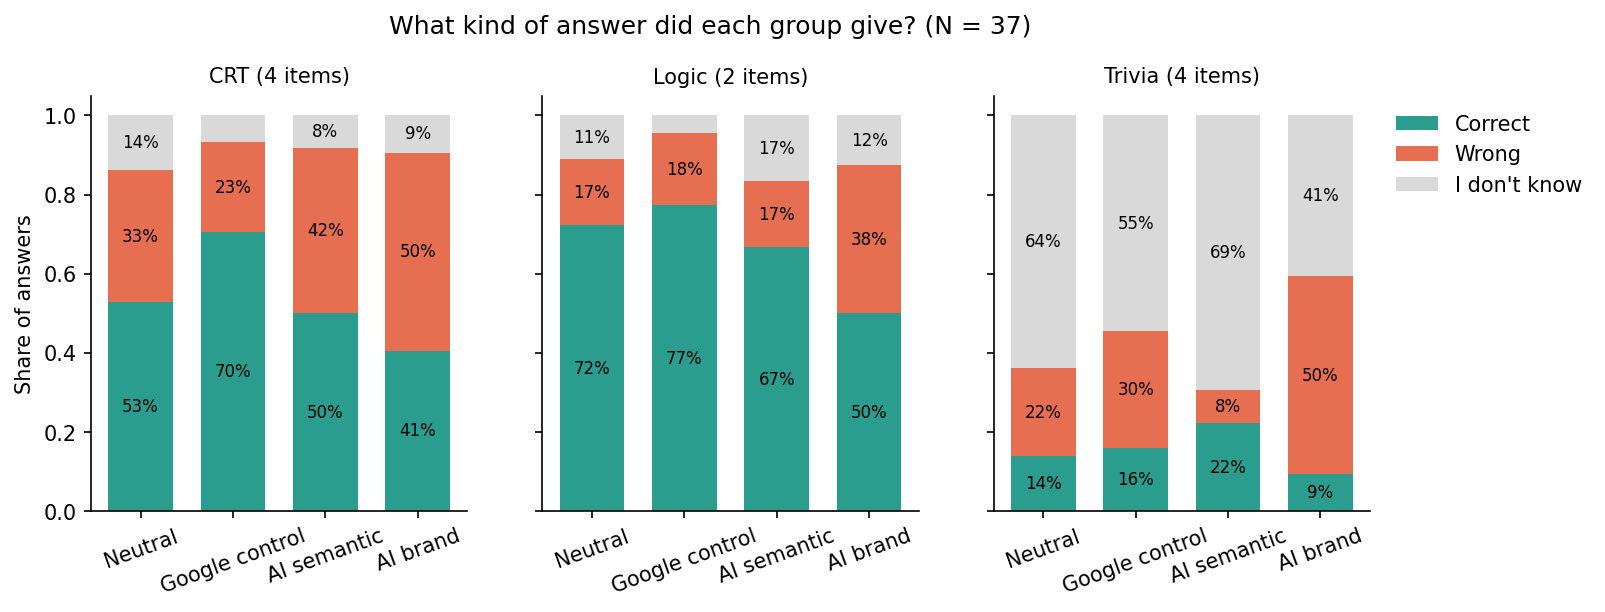 What kind of answer did each group give? (N = 37)
CRT (4 items)
Logic (2 items)
Trivia (4 items)
Share of answers
1.0
0.8
0.6
0.4
0.2
0.0
14%
33%
53%
23%
70%
8%
42%
50%
9%
50%
41%
Neutral
Google control
AI semantic
AI brand
11%
17%
72%
18%
77%
17%
17%
67%
12%
38%
50%
Neutral
Google control
AI semantic
AI brand
64%
22%
14%
55%
30%
16%
69%
8%
22%
41%
50%
9%
Neutral
Google control
AI semantic
AI brand
Correct
Wrong
I don't know